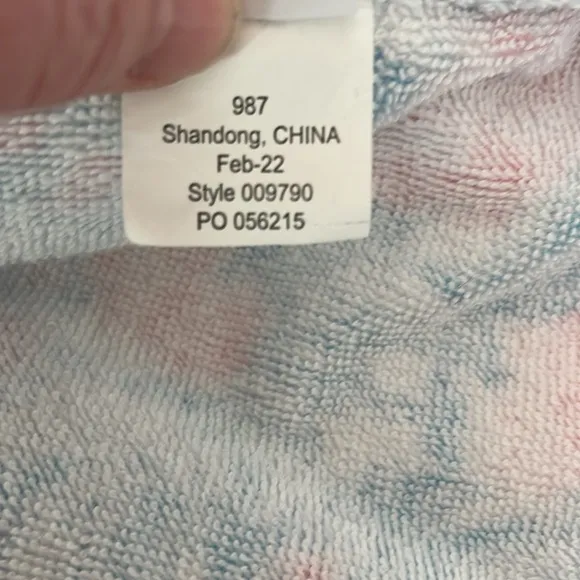 987
Shandong, CHINA
Feb-22
Style 009790
PO 056215